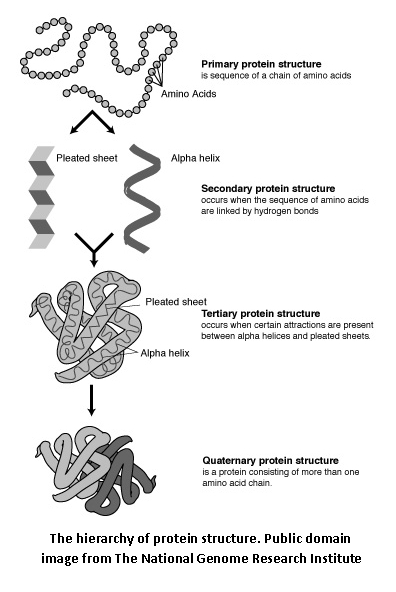 Primary protein structure
is sequence of a chain of amino acids
Amino Acids
Pleated sheet
Alpha helix
Secondary protein structure
occurs when the sequence of amino acids
are linked by hydrogen bonds
Pleated sheet
Tertiary protein structure
occurs when certain attractions are present
between alpha helices and pleated sheets.
Alpha helix
Quaternary protein structure
is a protein consisting of more than one
amino acid chain.
The hierarchy of protein structure. Public domain
image from The National Genome Research Institute